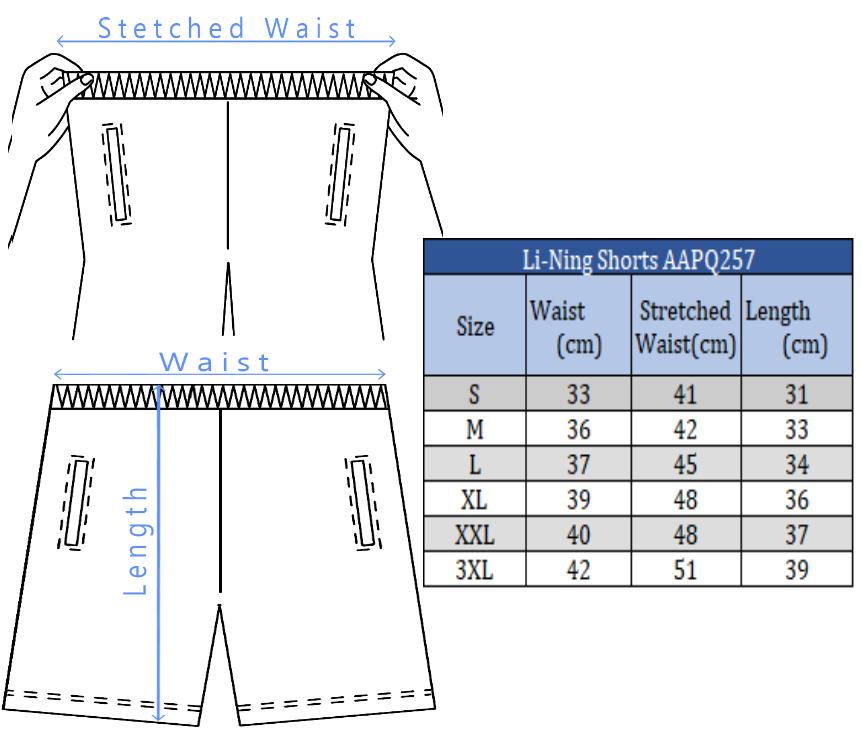 Stetched Waist
Waist
Length
Li-Ning Shorts AAPQ257
Size Waist (cm) Stretched Waist(cm) Length (cm)
S 33 41 31
M 36 42 33
L 37 45 34
XL 39 48 36
XXL 40 48 37
3XL 42 51 39